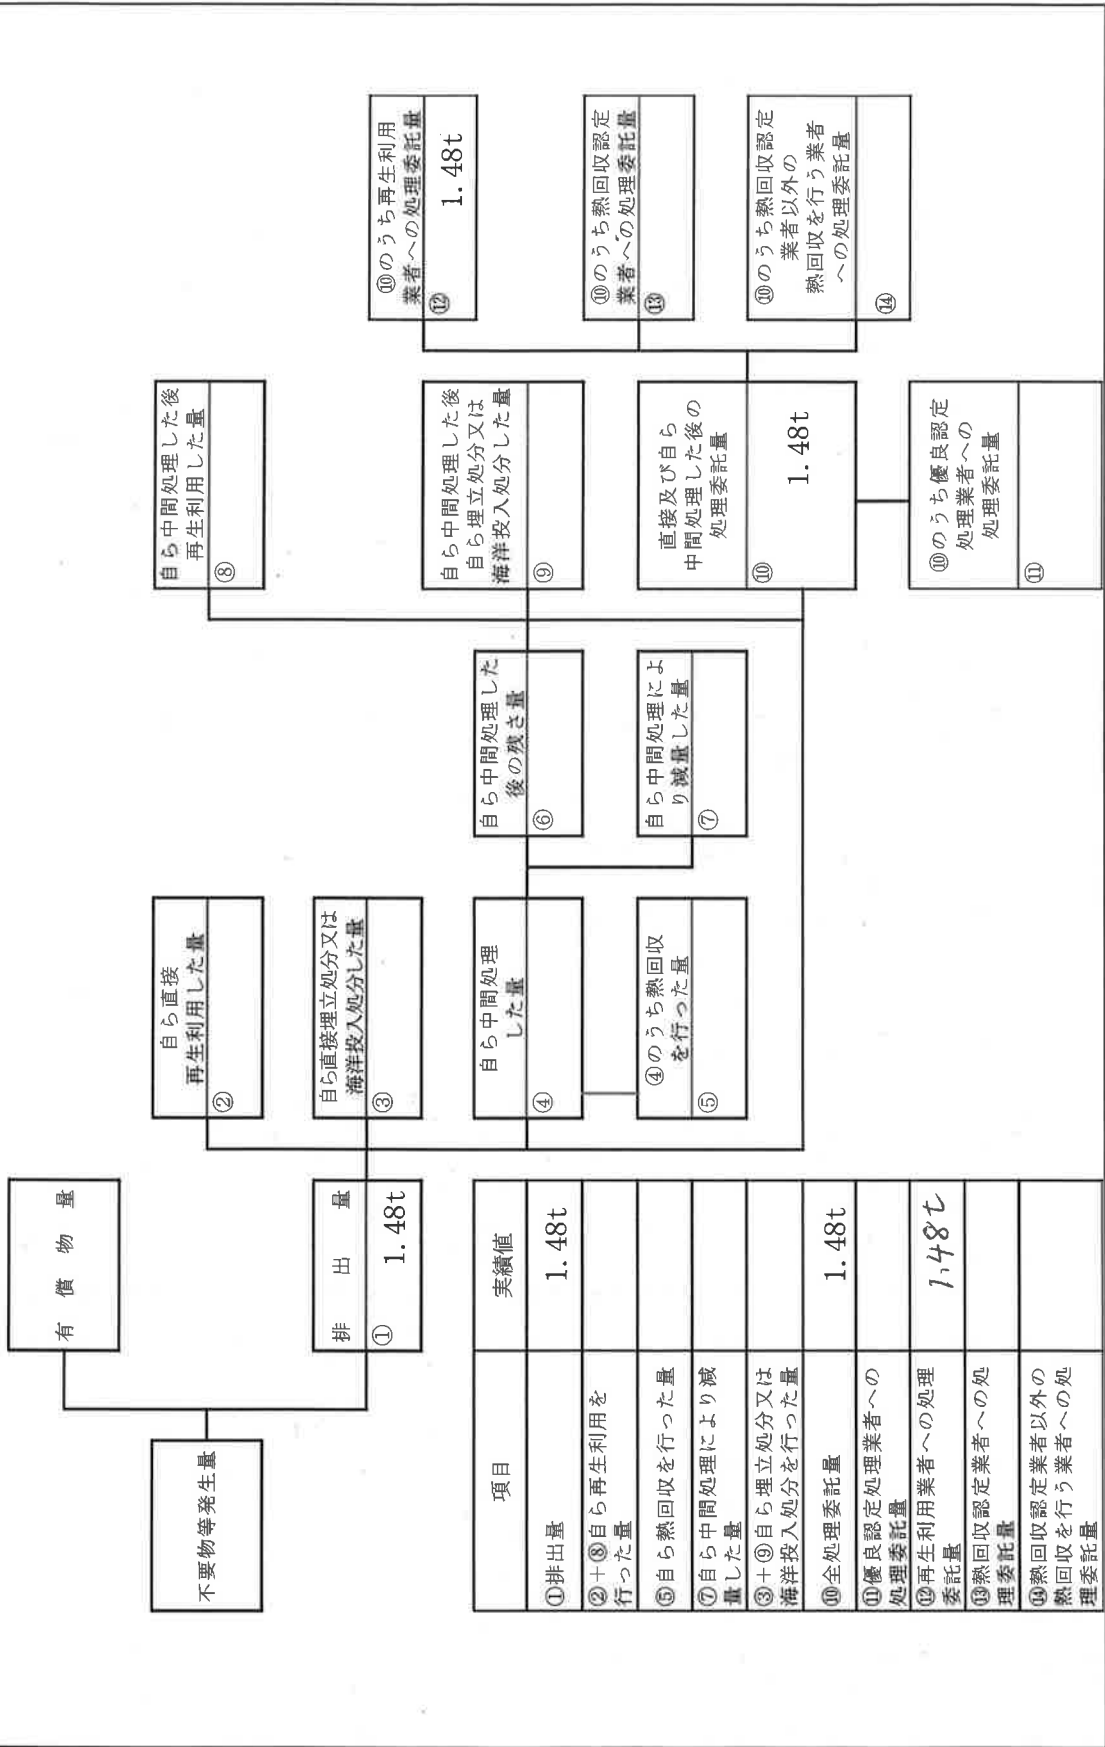 有償物量
不要物等発生量
排出量
①
1.48t
自ら直接
再生利用した量
②
自ら直接埋立処分又は
海洋投入処分した量
③
自ら中間処理
した量
④
④のうち熱回収
を行った量
⑤
自ら中間処理した
後の残さ量
⑥
自ら中間処理によ
り減量した量
⑦
自ら中間処理した後
再生利用した量
⑧
自ら中間処理した後
自ら埋立処分又は
海洋投入処分した量
⑨
直接及び自ら
中間処理した後の
処理委託量
⑩
1.48t
⑩のうち優良認定
処理業者への
処理委託量
⑪
⑩のうち再生利用
業者への処理委託量
⑫
1.48t
⑩のうち熱回収認定
業者への処理委託量
⑬
⑩のうち熱回収認定
業者以外の
熱回収を行う業者
への処理委託量
⑭
項目
実績値
①排出量
1.48t
②+⑧自ら再生利用を
行った量
⑤自ら熱回収を行った量
⑦自ら中間処理により減
量した量
③+⑨自ら埋立処分又は
海洋投入処分を行った量
⑩全処理委託量
1.48t
⑪優良認定処理業者への
処理委託量
⑫再生利用業者への処理
委託量
1.48t
⑬熱回収認定業者への処
理委託量
⑭熱回収認定業者以外の
熱回収を行う業者への処
理委託量